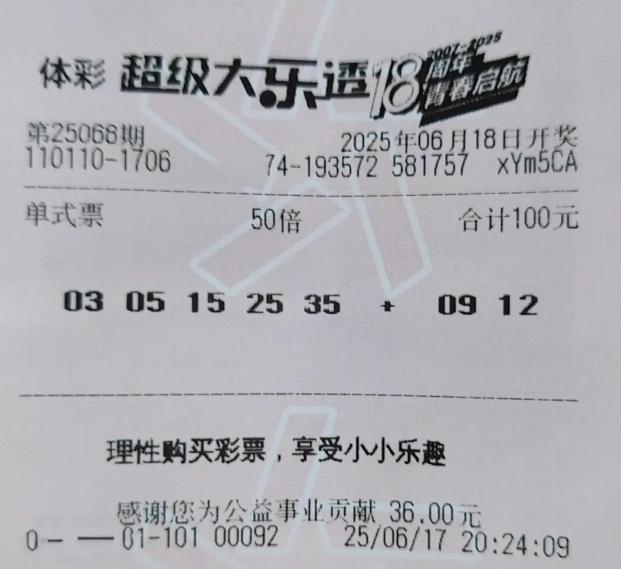 体彩 超级大乐透 18 2007-2025 周年 青春启航
第25068期 2025年06月18日开奖
110110-1706 74-193572 581757 xYm5CA
单式票 50倍 合计100元
03 05 15 25 35 + 09 12
理性购买彩票，享受小小乐趣
感谢您为公益事业贡献 36.00元
0- — 01-101 00092 25/06/17 20:24:09